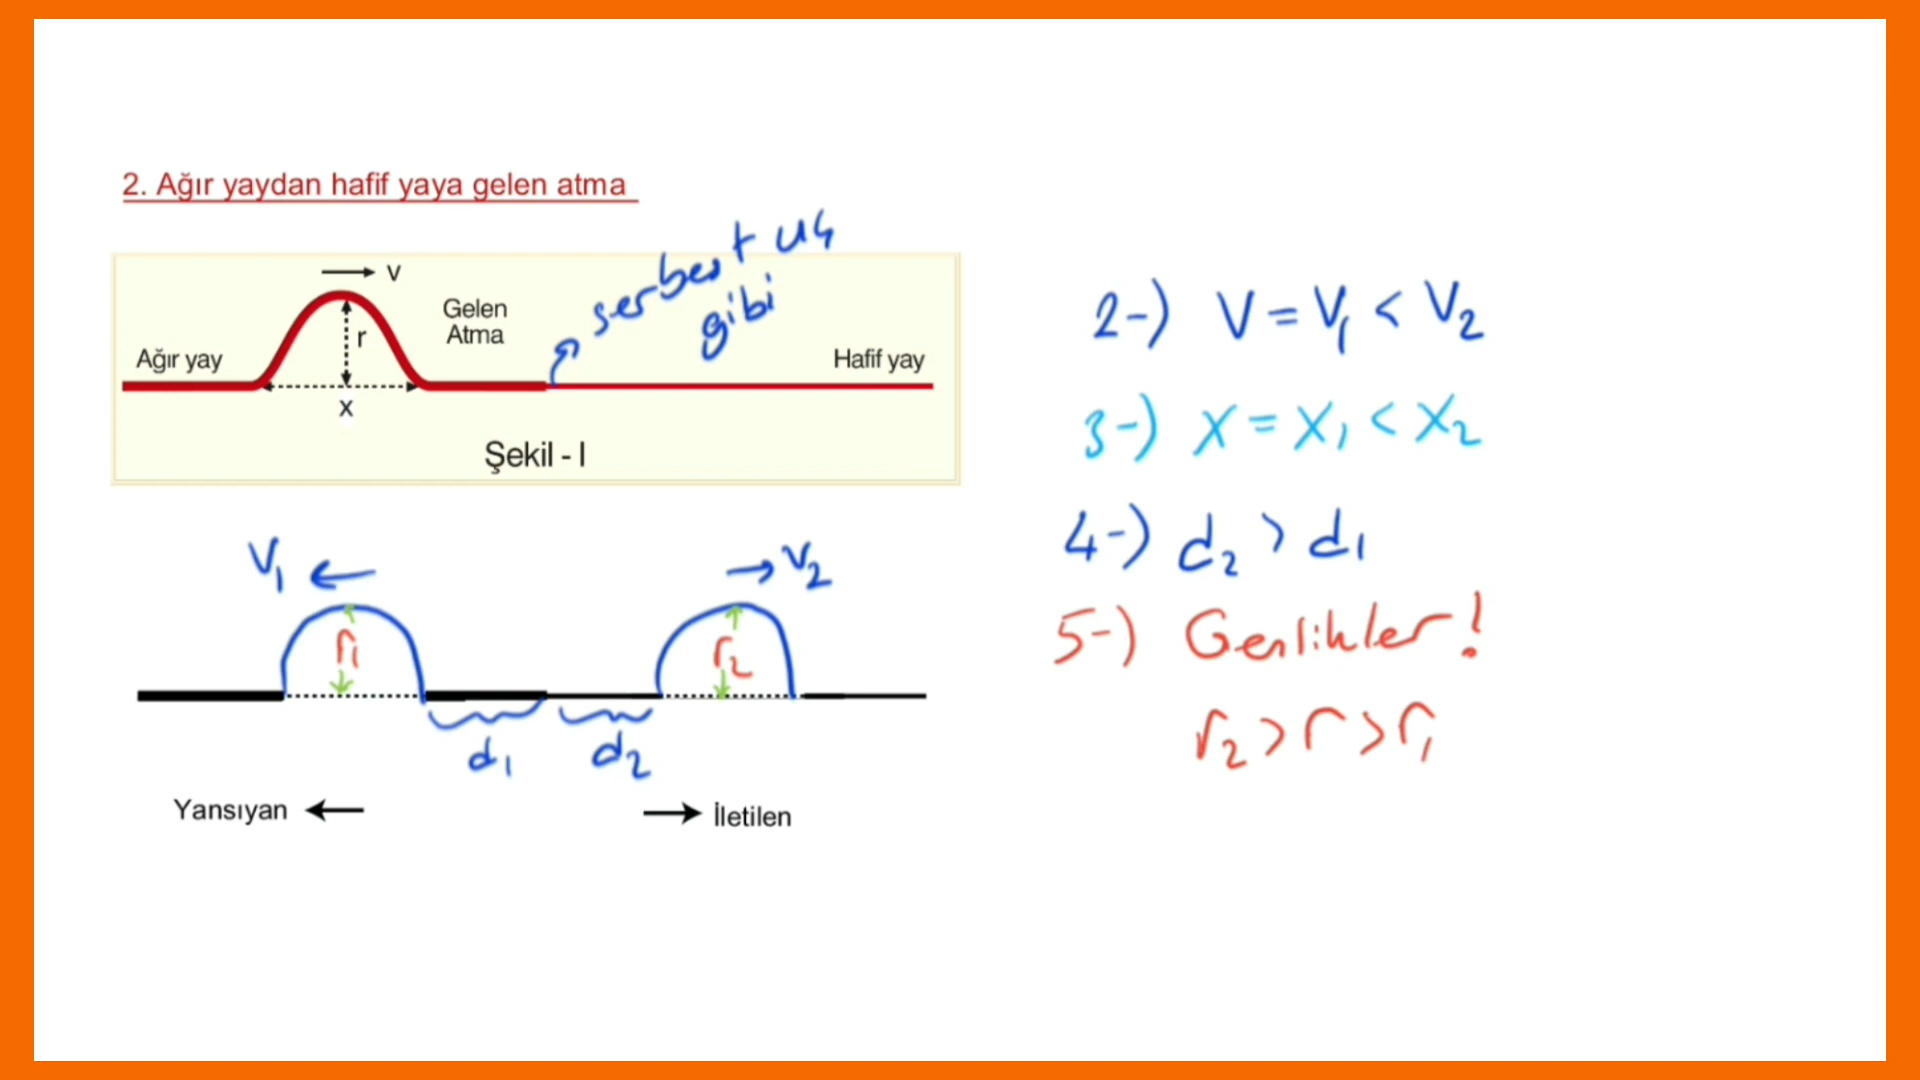 2. Ağır yaydan hafif yaya gelen atma
serbest uç
gibi
v
Gelen
Atma
r
Ağır yay
Hafif yay
x
Şekil - I
V₁
V₂
r₁
r₂
d₁
d₂
Yansıyan
İletilen
2-) V = V₁ < V₂
3-) X = X₁ < X₂
4-) d₂ > d₁
5-) Genlikler!
r₂ > r > r₁